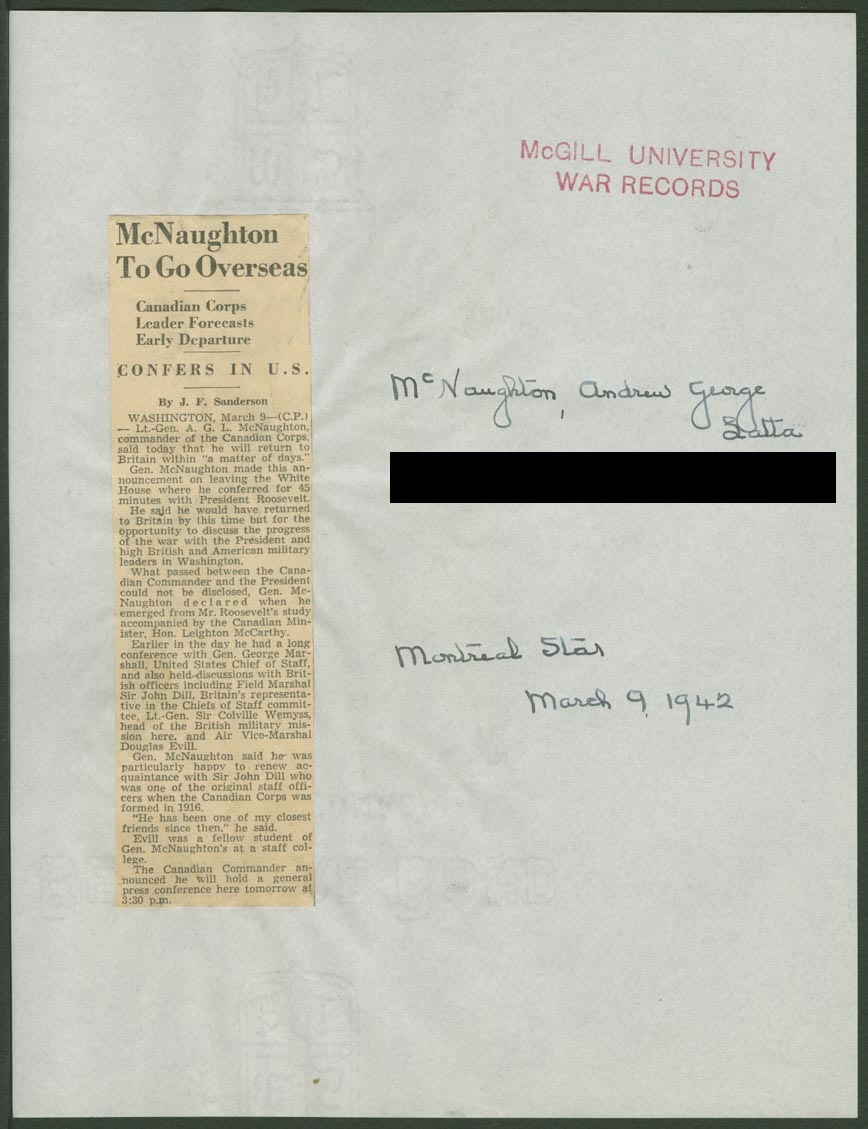 McGILL UNIVERSITY
WAR RECORDS
McNaughton
To Go Overseas
Canadian Corps
Leader Forecasts
Early Departure
CONFERS IN U.S.
By J. F. Sanderson
WASHINGTON, March 9—(C.P.)
— Lt.-Gen. A. G. L. McNaughton,
commander of the Canadian Corps,
said today that he will return to
Britain within "a matter of days."
Gen. McNaughton made this an-
nouncement on leaving the White
House where he conferred for 45
minutes with President Roosevelt.
He said he would have returned
to Britain by this time but for the
opportunity to discuss the progress
of the war with the President and
high British and American military
leaders in Washington.
What passed between the Cana-
dian Commander and the President
could not be disclosed, Gen. Mc-
Naughton declared when he
emerged from Mr. Roosevelt's study
accompanied by the Canadian Min-
ister, Hon. Leighton McCarthy.
Earlier in the day he had a long
conference with Gen. George Mar-
shall, United States Chief of Staff,
and also held discussions with Brit-
ish officers including Field Marshal
Sir John Dill, Britain's representa-
tive in the Chiefs of Staff commit-
tee, Lt.-Gen. Sir Colville Wemyss,
head of the British military mis-
sion here, and Air Vice-Marshal
Douglas Evill.
Gen. McNaughton said he was
particularly happy to renew ac-
quaintance with Sir John Dill who
was one of the original staff offi-
cers when the Canadian Corps was
formed in 1916.
"He has been one of my closest
friends since then," he said.
Evill was a fellow student of
Gen. McNaughton's at a staff col-
lege.
The Canadian Commander an-
nounced he will hold a general
press conference here tomorrow at
3:30 p.m.
McNaughton, Andrew George
Latta
Montreal Star
March 9, 1942